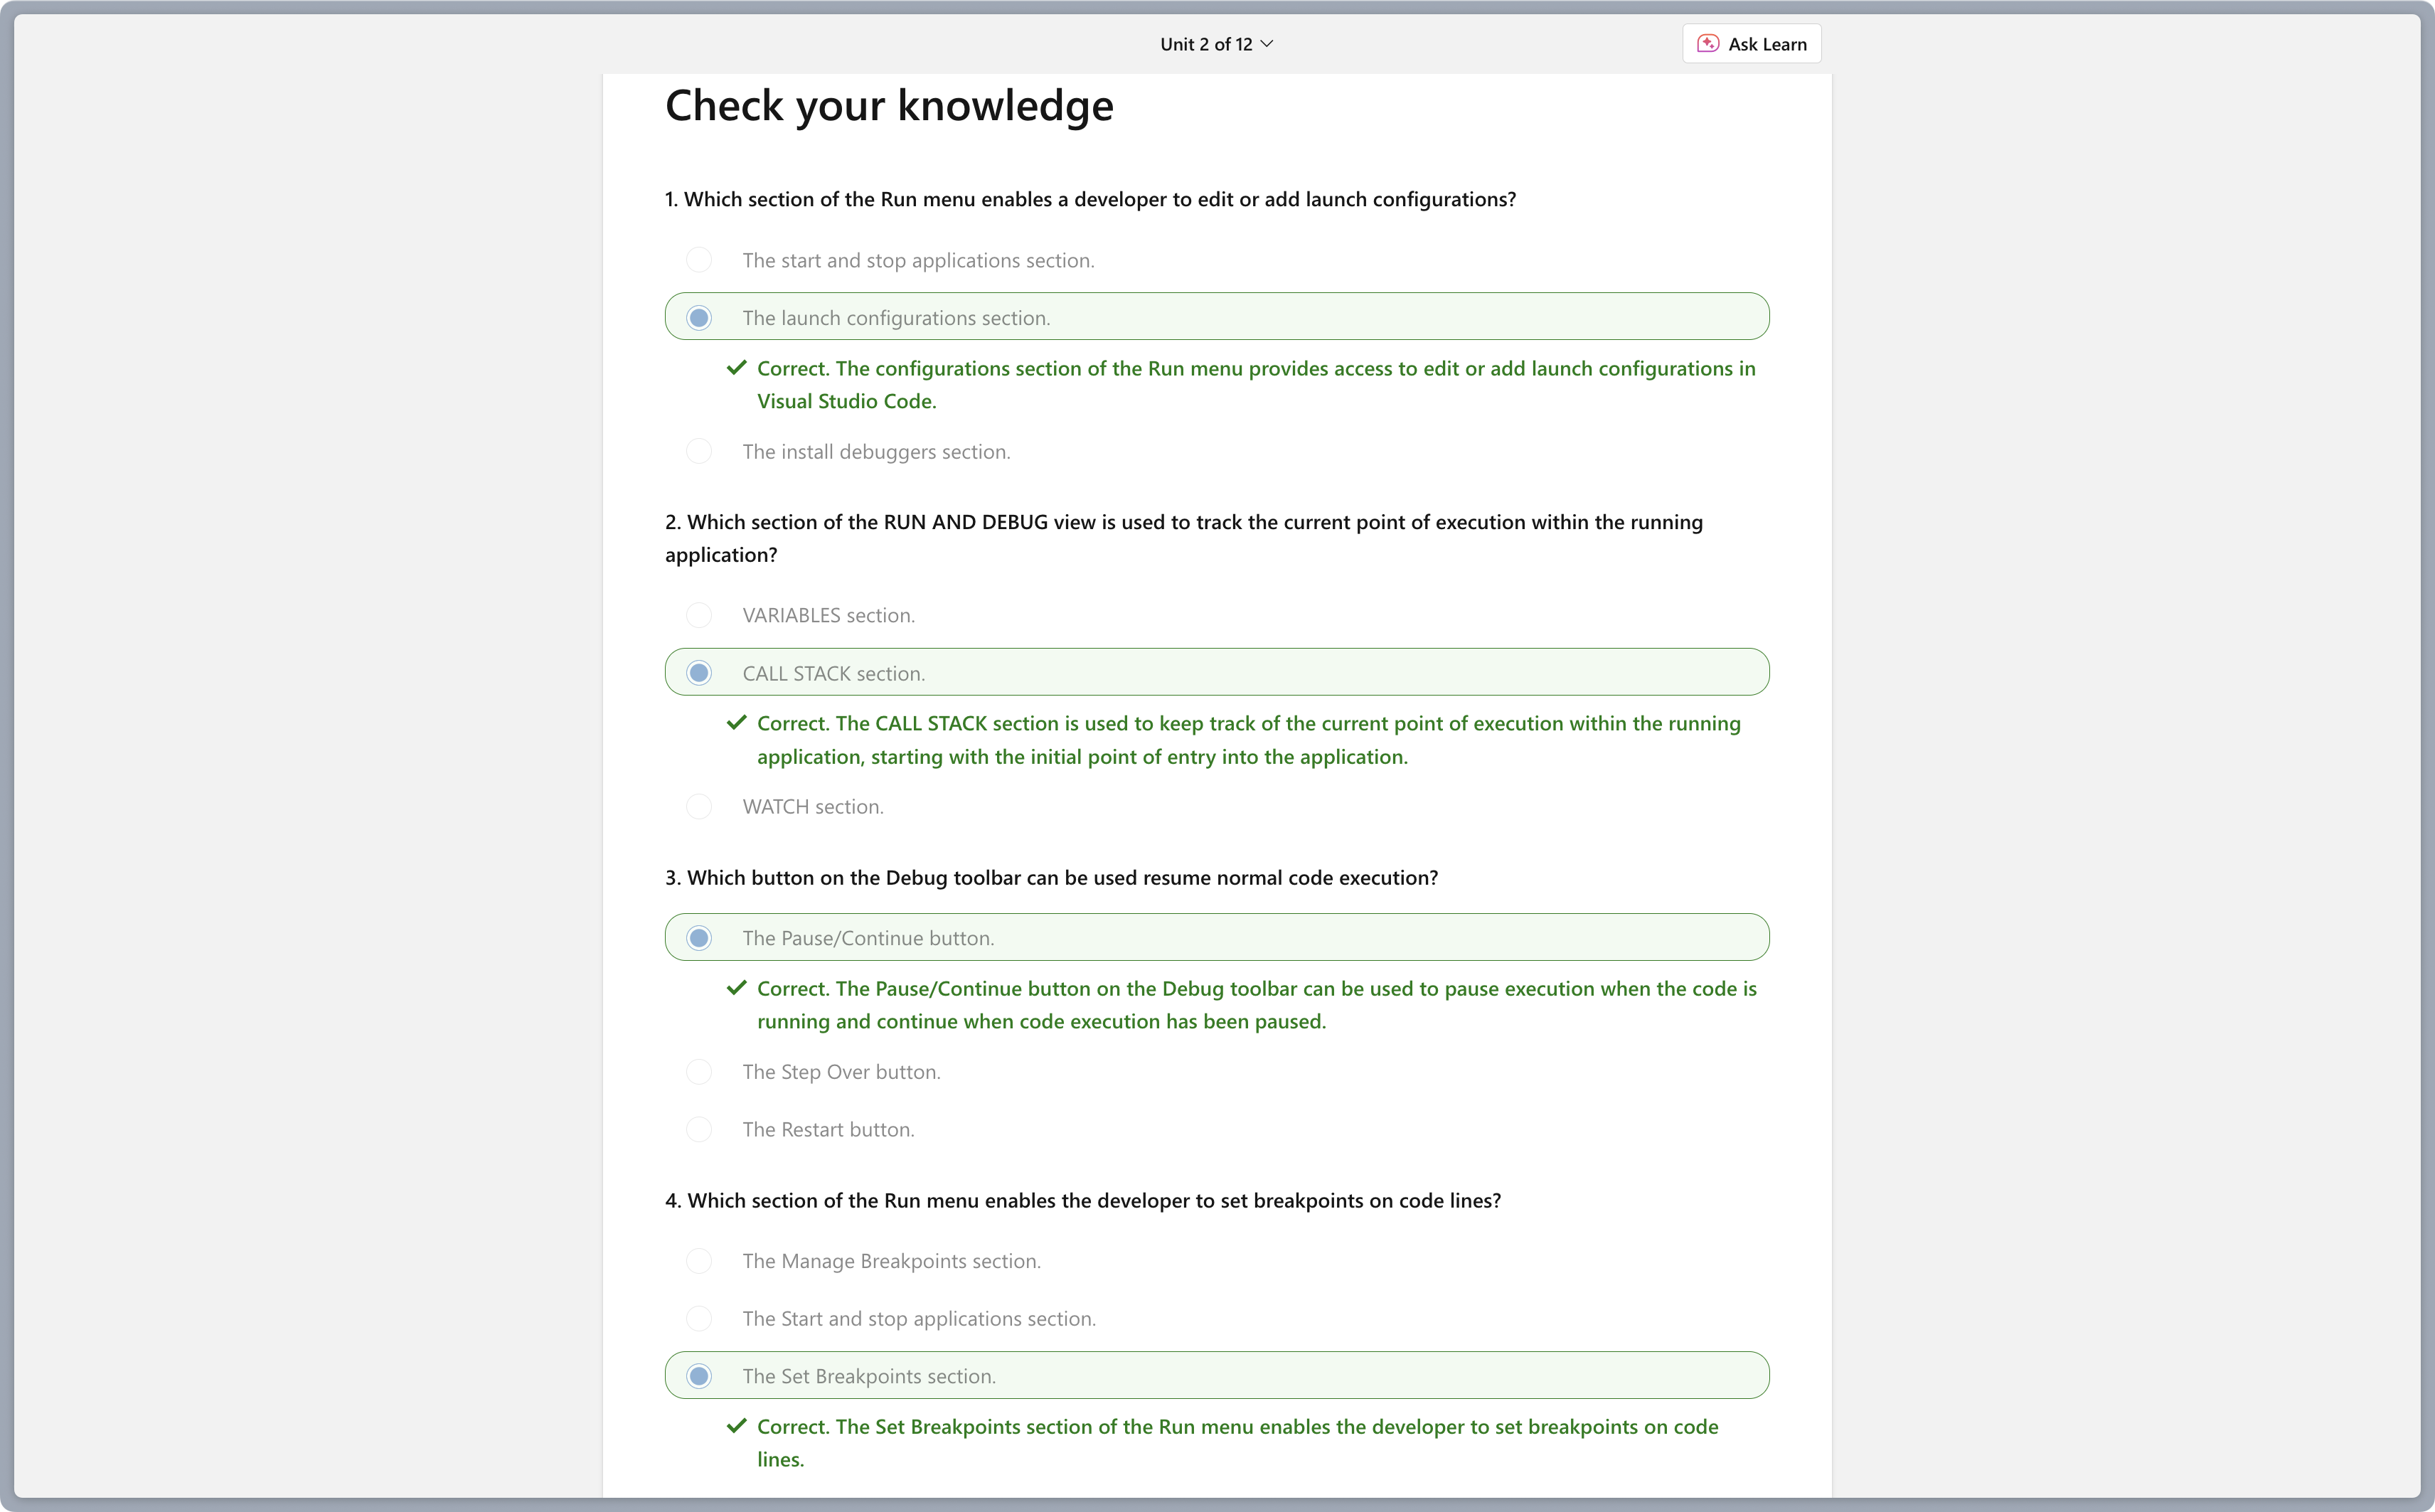 Unit 2 of 12
Ask Learn
Check your knowledge
1. Which section of the Run menu enables a developer to edit or add launch configurations?
The start and stop applications section.
The launch configurations section.
Correct. The configurations section of the Run menu provides access to edit or add launch configurations in
Visual Studio Code.
The install debuggers section.
2. Which section of the RUN AND DEBUG view is used to track the current point of execution within the running
application?
VARIABLES section.
CALL STACK section.
Correct. The CALL STACK section is used to keep track of the current point of execution within the running
application, starting with the initial point of entry into the application.
WATCH section.
3. Which button on the Debug toolbar can be used resume normal code execution?
The Pause/Continue button.
Correct. The Pause/Continue button on the Debug toolbar can be used to pause execution when the code is
running and continue when code execution has been paused.
The Step Over button.
The Restart button.
4. Which section of the Run menu enables the developer to set breakpoints on code lines?
The Manage Breakpoints section.
The Start and stop applications section.
The Set Breakpoints section.
Correct. The Set Breakpoints section of the Run menu enables the developer to set breakpoints on code
lines.